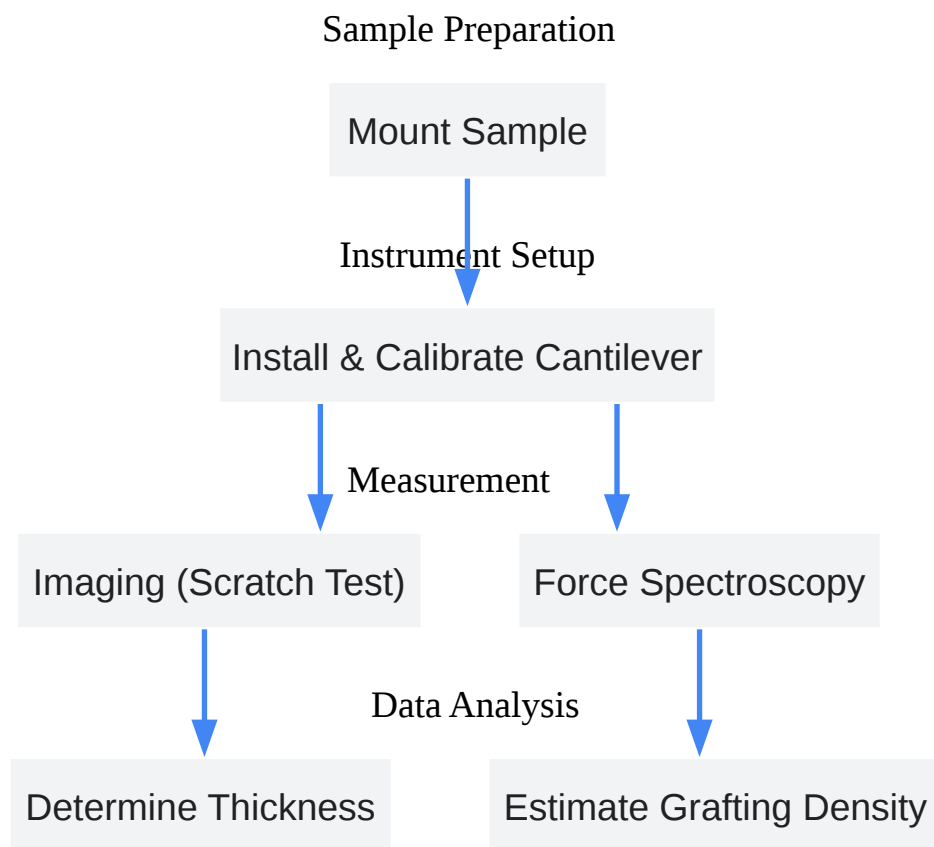 Sample Preparation
Mount Sample
Instrument Setup
Install & Calibrate Cantilever
Measurement
Imaging (Scratch Test)
Force Spectroscopy
Data Analysis
Determine Thickness
Estimate Grafting Density